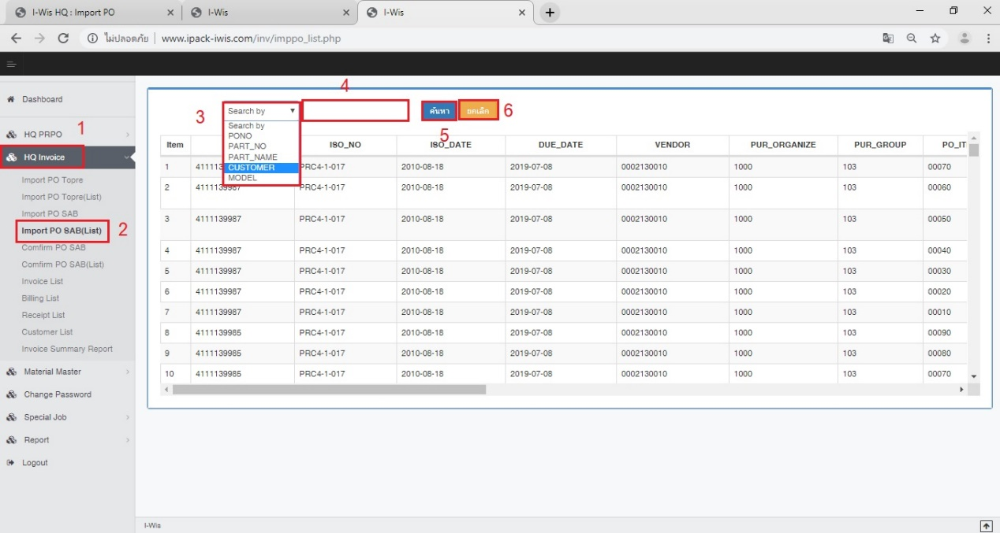 I-Wis HQ : Import PO
I-Wis
I-Wis
ไม่ปลอดภัย | www.ipack-iwis.com/inv/imppo_list.php
Dashboard
HQ PRPO
1
HQ Invoice
Import PO Topre
Import PO Topre(List)
Import PO SAB
Import PO SAB(List)
2
Comfirm PO SAB
Comfirm PO SAB(List)
Invoice List
Billing List
Receipt List
Customer List
Invoice Summary Report
Material Master
Change Password
Special Job
Report
Logout
4
3
Search by
ค้นหา
ยกเลิก
6
5
Search by
PONO
PART_NO
PART_NAME
CUSTOMER
MODEL
Item ISO_NO ISO_DATE DUE_DATE VENDOR PUR_ORGANIZE PUR_GROUP PO_IT
1 41111 PRC4-1-017 2010-08-18 2019-07-08 0002130010 1000 103 00070
2 4111139987 PRC4-1-017 2010-08-18 2019-07-08 0002130010 1000 103 00060
3 4111139987 PRC4-1-017 2010-08-18 2019-07-08 0002130010 1000 103 00050
4 4111139987 PRC4-1-017 2010-08-18 2019-07-08 0002130010 1000 103 00040
5 4111139987 PRC4-1-017 2010-08-18 2019-07-08 0002130010 1000 103 00030
6 4111139987 PRC4-1-017 2010-08-18 2019-07-08 0002130010 1000 103 00020
7 4111139987 PRC4-1-017 2010-08-18 2019-07-08 0002130010 1000 103 00010
8 4111139985 PRC4-1-017 2010-08-18 2019-07-08 0002130010 1000 103 00090
9 4111139985 PRC4-1-017 2010-08-18 2019-07-08 0002130010 1000 103 00080
10 4111139985 PRC4-1-017 2010-08-18 2019-07-08 0002130010 1000 103 00070
I-Wis